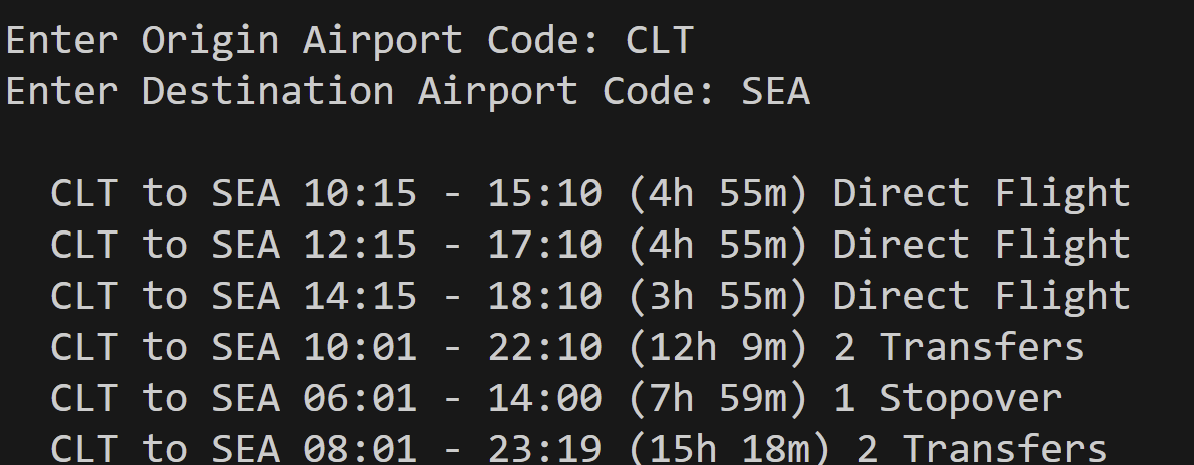 Enter Origin Airport Code: CLT
Enter Destination Airport Code: SEA
CLT to SEA 10:15 - 15:10 (4h 55m) Direct Flight
CLT to SEA 12:15 - 17:10 (4h 55m) Direct Flight
CLT to SEA 14:15 - 18:10 (3h 55m) Direct Flight
CLT to SEA 10:01 - 22:10 (12h 9m) 2 Transfers
CLT to SEA 06:01 - 14:00 (7h 59m) 1 Stopover
CLT to SEA 08:01 - 23:19 (15h 18m) 2 Transfers